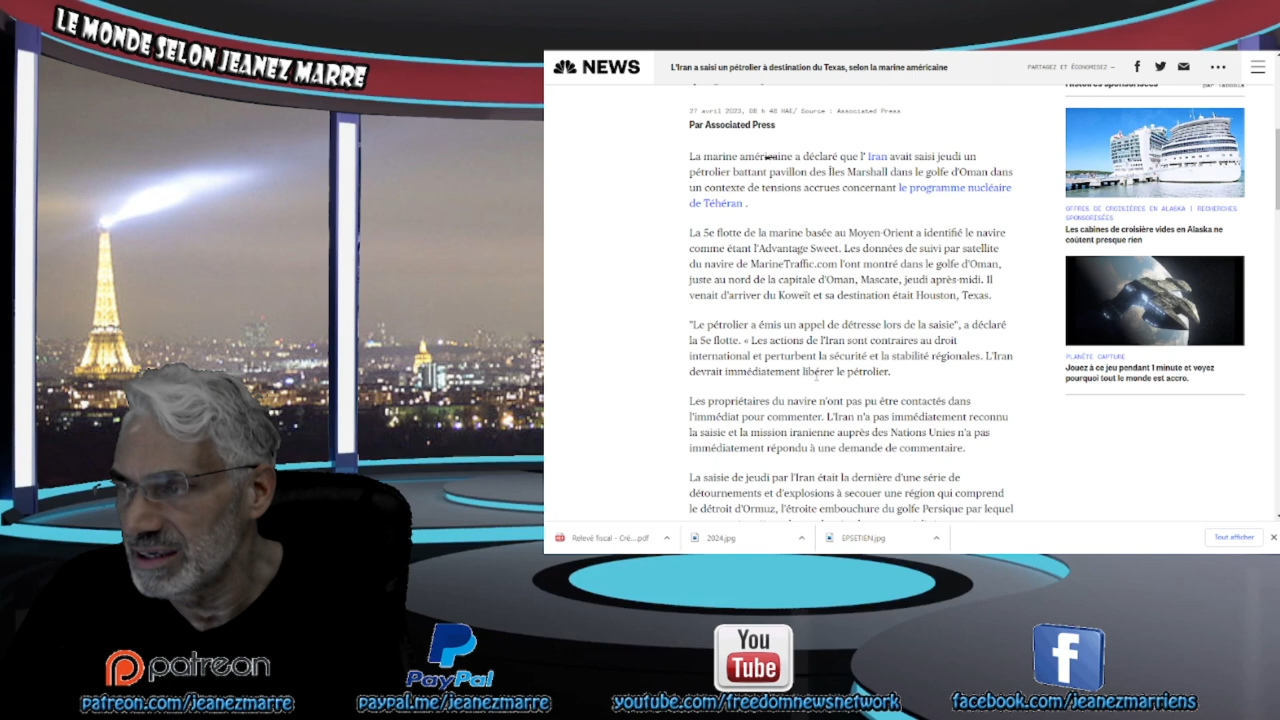 LE MONDE SELON JEANEZ MARRE
NEWS
L'Iran a saisi un pétrolier à destination du Texas, selon la marine américaine
PARTAGEZ ET ÉCONOMISEZ —
27 avril 2023, 08 h 48 HAE/ Source : Associated Press
Par Associated Press
La marine américaine a déclaré que l' Iran avait saisi jeudi un
pétrolier battant pavillon des Îles Marshall dans le golfe d'Oman dans
un contexte de tensions accrues concernant le programme nucléaire
de Téhéran .
La 5e flotte de la marine basée au Moyen-Orient a identifié le navire
comme étant l'Advantage Sweet. Les données de suivi par satellite
du navire de MarineTraffic.com l'ont montré dans le golfe d'Oman,
juste au nord de la capitale d'Oman, Mascate, jeudi après-midi. Il
venait d'arriver du Koweït et sa destination était Houston, Texas.
"Le pétrolier a émis un appel de détresse lors de la saisie", a déclaré
la 5e flotte. « Les actions de l'Iran sont contraires au droit
international et perturbent la sécurité et la stabilité régionales. L'Iran
devrait immédiatement libérer le pétrolier.
Les propriétaires du navire n'ont pas pu être contactés dans
l'immédiat pour commenter. L'Iran n'a pas immédiatement reconnu
la saisie et la mission iranienne auprès des Nations Unies n'a pas
immédiatement répondu à une demande de commentaire.
La saisie de jeudi par l'Iran était la dernière d'une série de
détournements et d'explosions à secouer une région qui comprend
le détroit d'Ormuz, l'étroite embouchure du golfe Persique par lequel
Histoires sponsorisées
par Taboola
OFFRES DE CROISIÈRES EN ALASKA | RECHERCHES
SPONSORISÉES
Les cabines de croisière vides en Alaska ne
coûtent presque rien
PLANÈTE CAPTURE
Jouez à ce jeu pendant 1 minute et voyez
pourquoi tout le monde est accro.
Relevé fiscal - Cré....pdf
2024.jpg
EPSETIEN.jpg
Tout afficher
patreon
patreon.com/jeanezmarre
PayPal
paypal.me/jeanezmarre
You
Tube
youtube.com/freedomnewsnetwork
f
facebook.com/jeanezmarriens